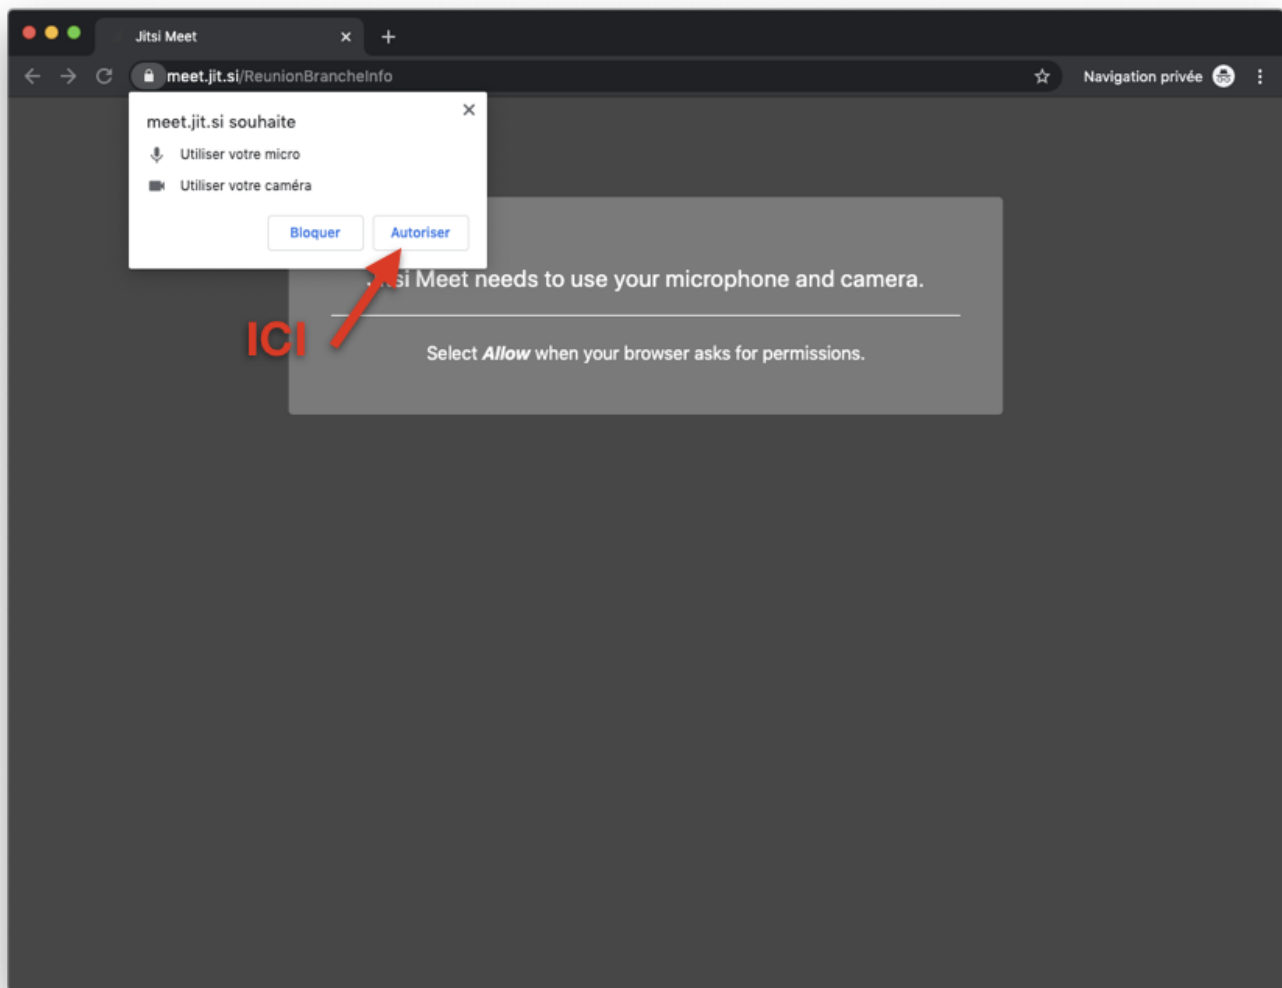 Jitsi Meet
meet.jit.si/ReunionBrancheInfo
Navigation privée
meet.jit.si souhaite
Utiliser votre micro
Utiliser votre caméra
Bloquer
Autoriser
ICI
Jitsi Meet needs to use your microphone and camera.
Select Allow when your browser asks for permissions.